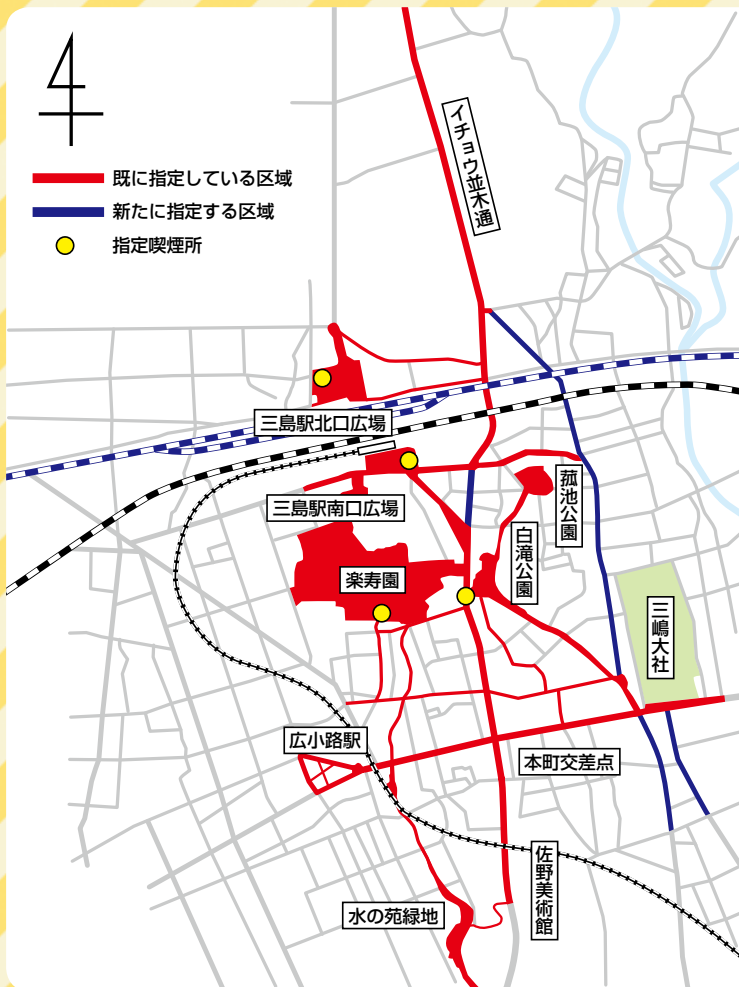 既に指定している区域
新たに指定する区域
指定喫煙所
イチョウ並木通
三島駅北口広場
三島駅南口広場
菰池公園
白滝公園
楽寿園
三嶋大社
広小路駅
本町交差点
佐野美術館
水の苑緑地